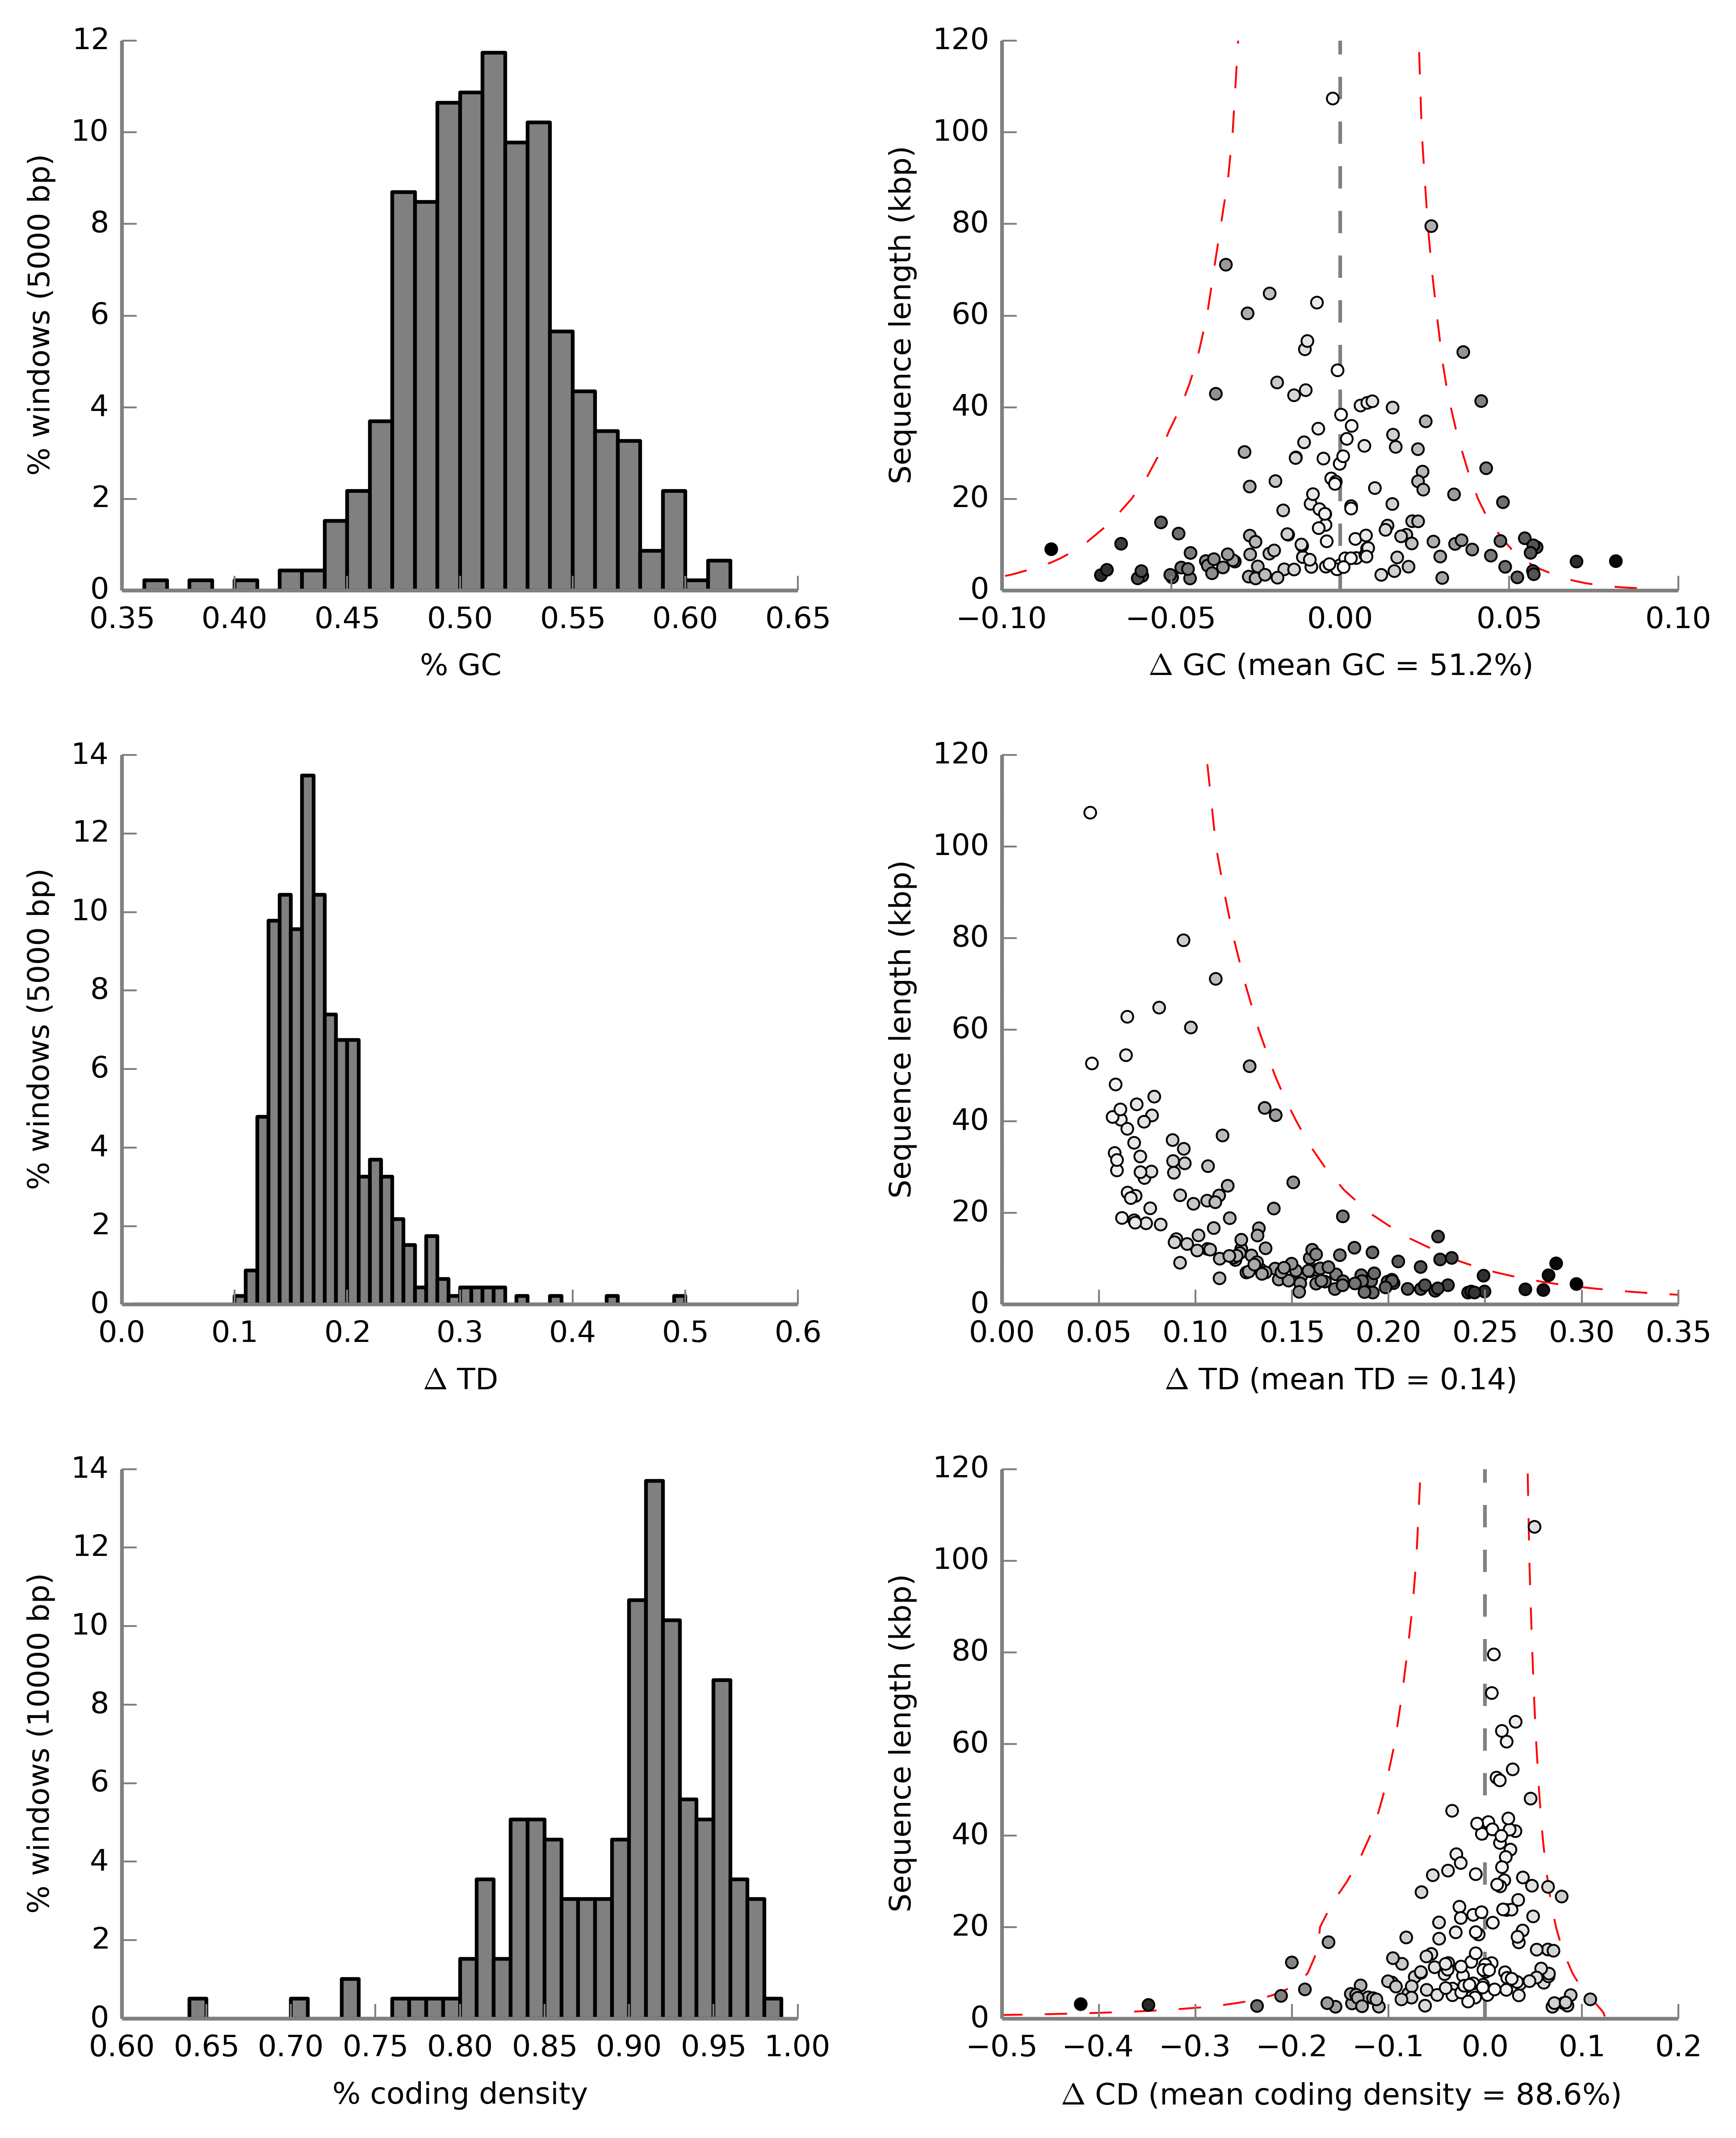 12
10
8
6
4
2
0
% windows (5000 bp)
0.35 0.40 0.45 0.50 0.55 0.60 0.65
% GC
120
100
80
60
40
20
0
Sequence length (kbp)
−0.10 −0.05 0.00 0.05 0.10
Δ GC (mean GC = 51.2%)
14
12
10
8
6
4
2
0
% windows (5000 bp)
0.0 0.1 0.2 0.3 0.4 0.5 0.6
Δ TD
120
100
80
60
40
20
0
Sequence length (kbp)
0.00 0.05 0.10 0.15 0.20 0.25 0.30 0.35
Δ TD (mean TD = 0.14)
14
12
10
8
6
4
2
0
% windows (10000 bp)
0.60 0.65 0.70 0.75 0.80 0.85 0.90 0.95 1.00
% coding density
120
100
80
60
40
20
0
Sequence length (kbp)
−0.5 −0.4 −0.3 −0.2 −0.1 0.0 0.1 0.2
Δ CD (mean coding density = 88.6%)